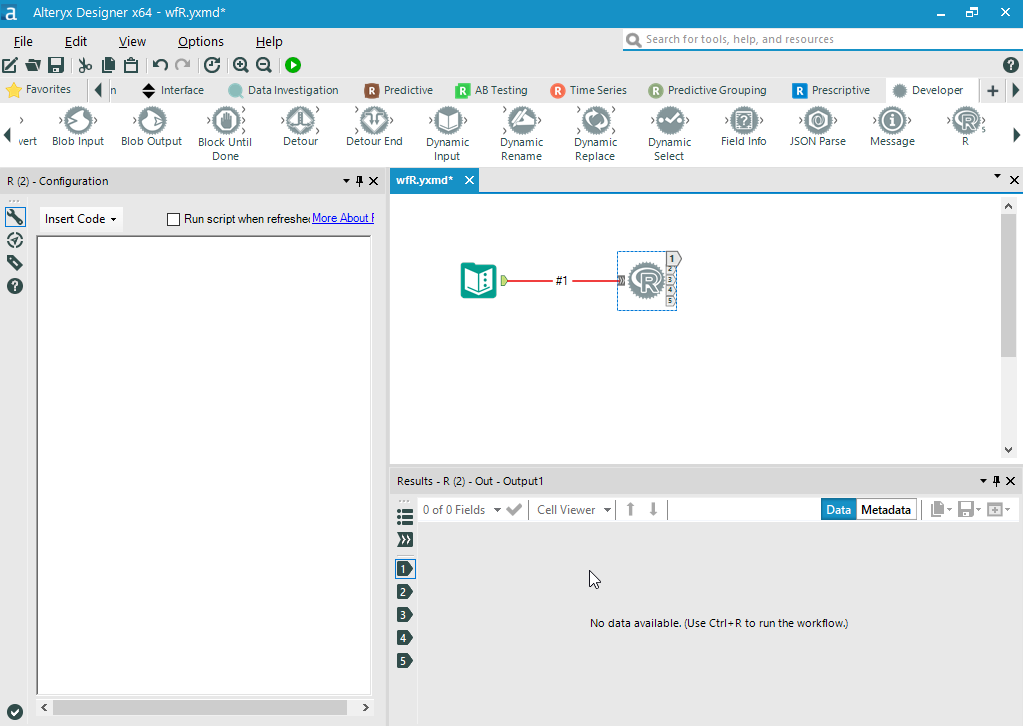 a Alteryx Designer x64 - wfR.yxmd*
File Edit View Options Help
Search for tools, help, and resources
Favorites
n Interface Data Investigation R Predictive R AB Testing R Time Series R Predictive Grouping R Prescriptive Developer
vert Blob Input Blob Output Block Until Done Detour Detour End Dynamic Input Dynamic Rename Dynamic Replace Dynamic Select Field Info JSON Parse Message R
R (2) - Configuration
wfR.yxmd*
Insert Code Run script when refreshed More About R
#1
R
1
2
3
4
5
Results - R (2) - Out - Output1
0 of 0 Fields Cell Viewer Data Metadata
1
2
3
4
5
No data available. (Use Ctrl+R to run the workflow.)